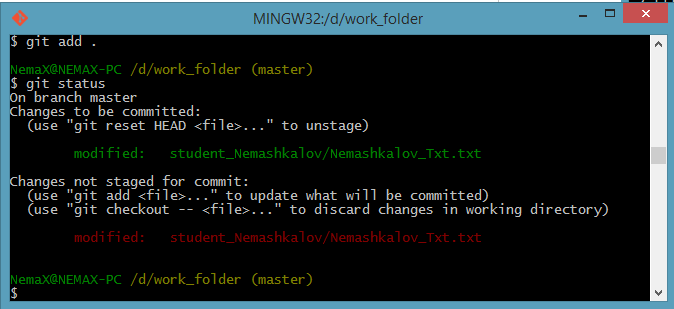 MINGW32:/d/work_folder
$ git add .
NemaX@NEMAX-PC /d/work_folder (master)
$ git status
On branch master
Changes to be committed:
(use "git reset HEAD <file>..." to unstage)
modified: student_Nemashkalov/Nemashkalov_Txt.txt
Changes not staged for commit:
(use "git add <file>..." to update what will be committed)
(use "git checkout -- <file>..." to discard changes in working directory)
modified: student_Nemashkalov/Nemashkalov_Txt.txt
NemaX@NEMAX-PC /d/work_folder (master)
$